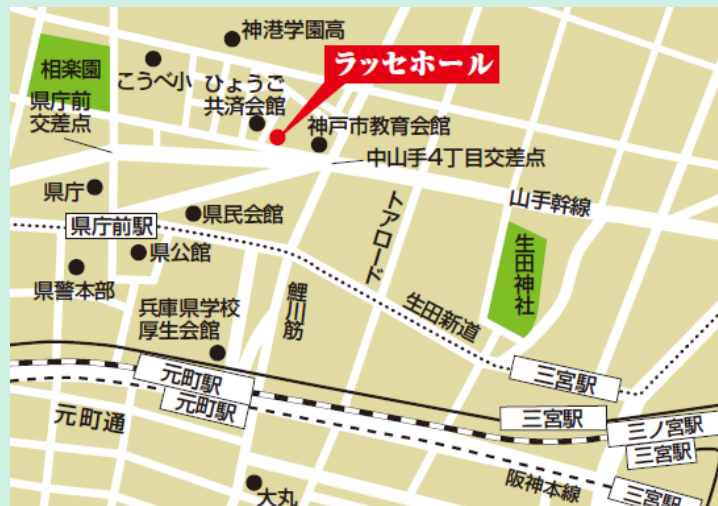 神港学園高
相楽園
こうべ小
ラッセホール
ひょうご
共済会館
県庁前
交差点
神戸市教育会館
中山手4丁目交差点
県庁
山手幹線
県民会館
トアロード
県庁前駅
生田神社
県公館
県警本部
鯉川筋
生田新道
兵庫県学校
厚生会館
元町駅
三宮駅
元町駅
三宮駅
三ノ宮駅
元町通
三宮駅
阪神本線
三宮駅
大丸